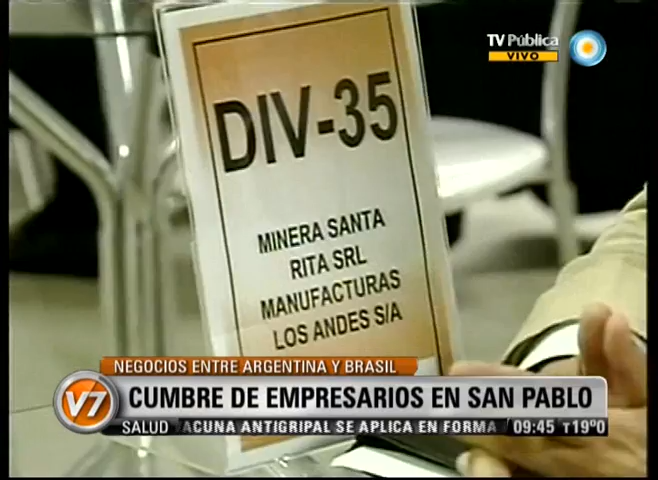 TV Pública
VIVO
DIV-35
MINERA SANTA
RITA SRL
MANUFACTURAS
LOS ANDES S/A
NEGOCIOS ENTRE ARGENTINA Y BRASIL
V7
CUMBRE DE EMPRESARIOS EN SAN PABLO
SALUD ACUNA ANTIGRIPAL SE APLICA EN FORMA 09:45 T19º